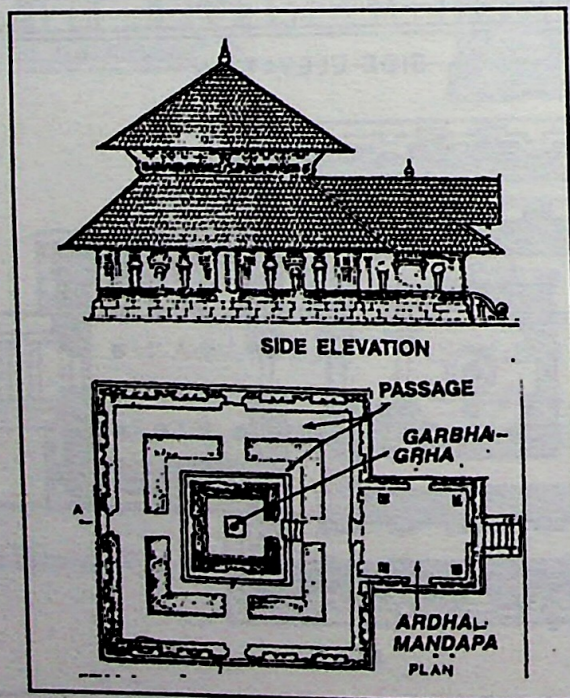 SIDE ELEVATION
PASSAGE
GARBHA-
GRHA
A
ARDHA-
MANDAPA
PLAN